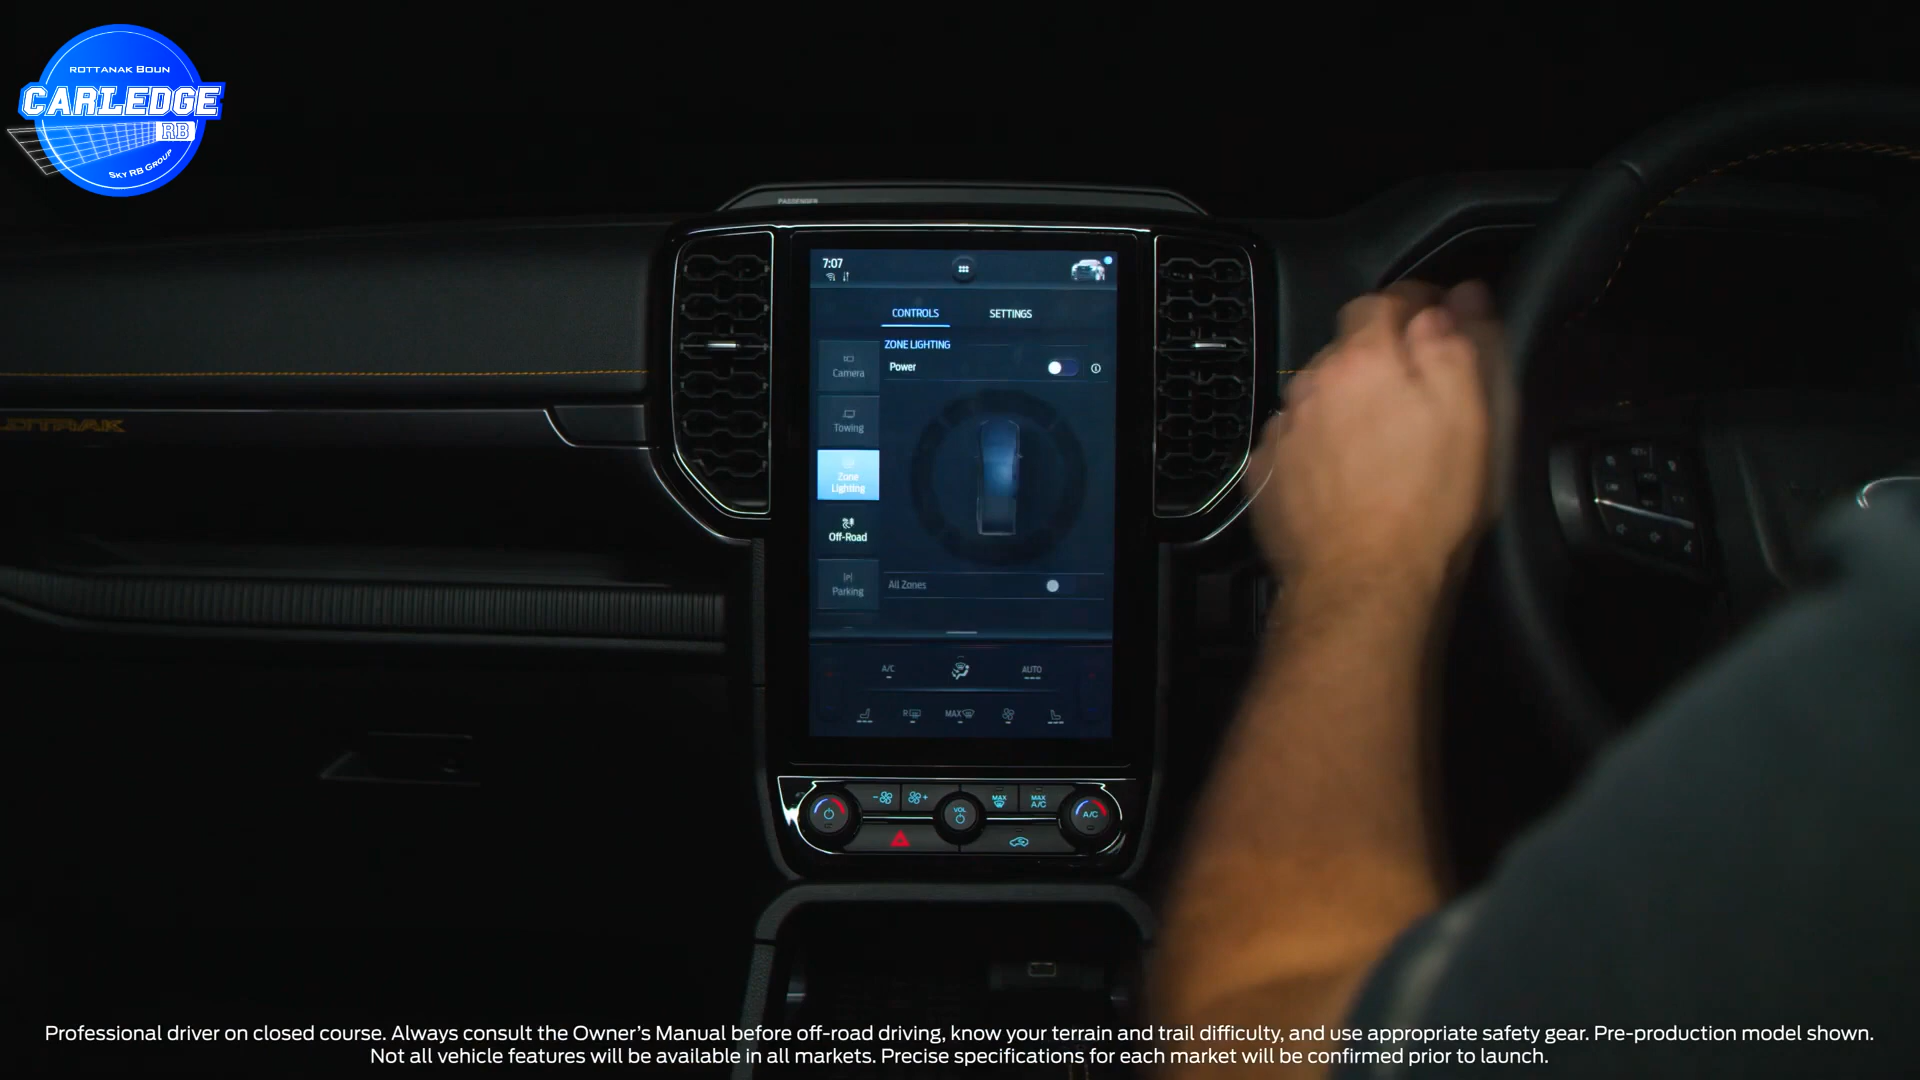 ROTTANAK BOUN
CARLEDGE
RB
SKY RB GROUP
PASSENGER
7:07
CONTROLS
SETTINGS
ZONE LIGHTING
Power
Camera
Towing
Zone
Lighting
Off-Road
Parking
All Zones
A/C
AUTO
R
MAX
MAX
MAX
A/C
VOL
A/C
Professional driver on closed course. Always consult the Owner's Manual before off-road driving, know your terrain and trail difficulty, and use appropriate safety gear. Pre-production model shown.
Not all vehicle features will be available in all markets. Precise specifications for each market will be confirmed prior to launch.